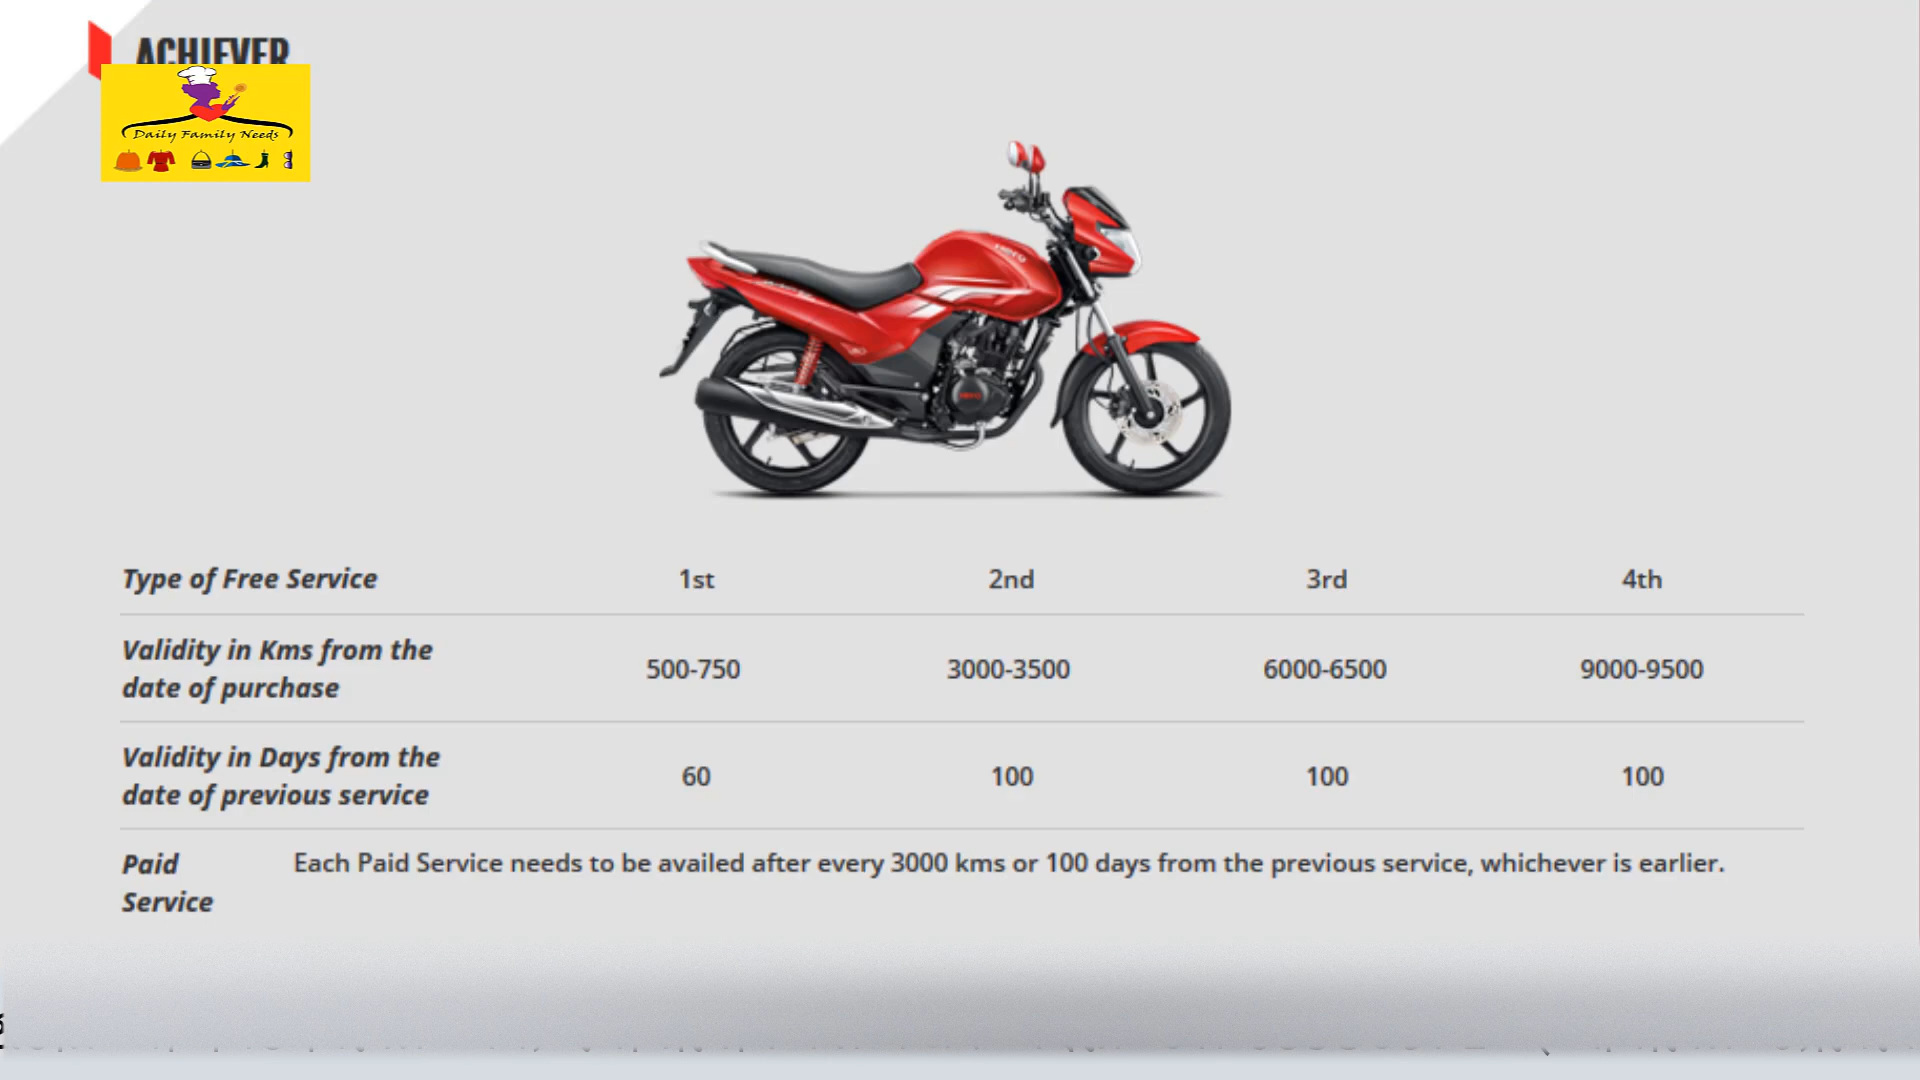 ACHIEVER
Daily Family Needs
HERO
Type of Free Service 1st 2nd 3rd 4th
Validity in Kms from the
date of purchase 500-750 3000-3500 6000-6500 9000-9500
Validity in Days from the
date of previous service 60 100 100 100
Paid Each Paid Service needs to be availed after every 3000 kms or 100 days from the previous service, whichever is earlier.
Service